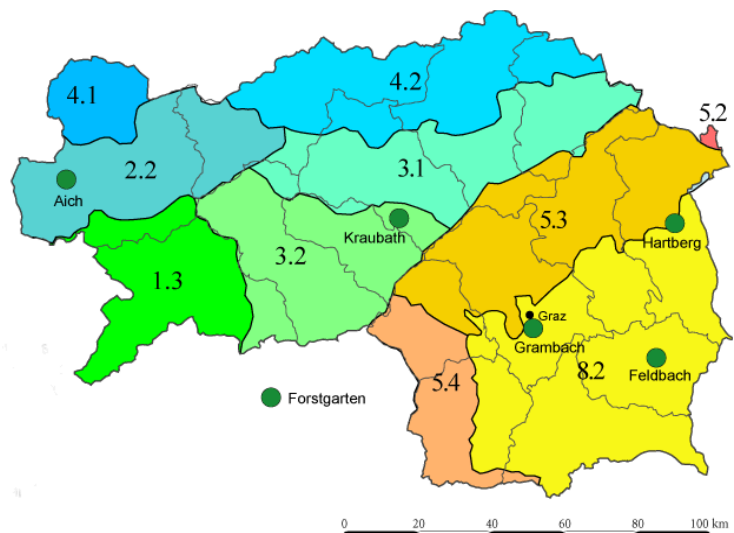 4.1
4.2
5.2
2.2
3.1
Aich
5.3
Kraubath
Hartberg
3.2
1.3
Graz
Grambach
8.2
Feldbach
5.4
Forstgarten
0 20 40 60 80 100 km